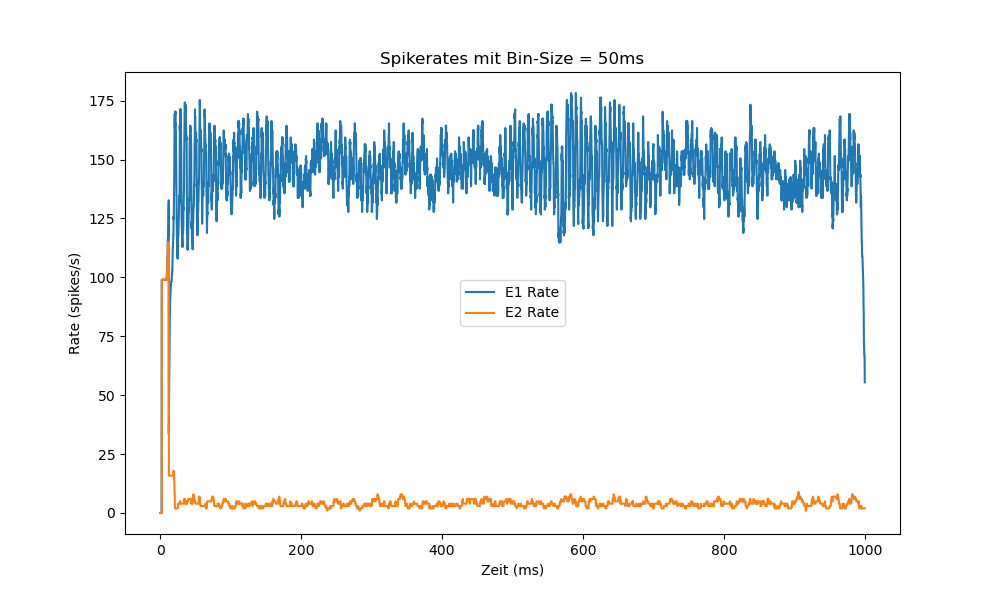 Spikerates mit Bin-Size = 50ms
175
150
125
100
75
50
25
0
Rate (spikes/s)
E1 Rate
E2 Rate
0 200 400 600 800 1000
Zeit (ms)